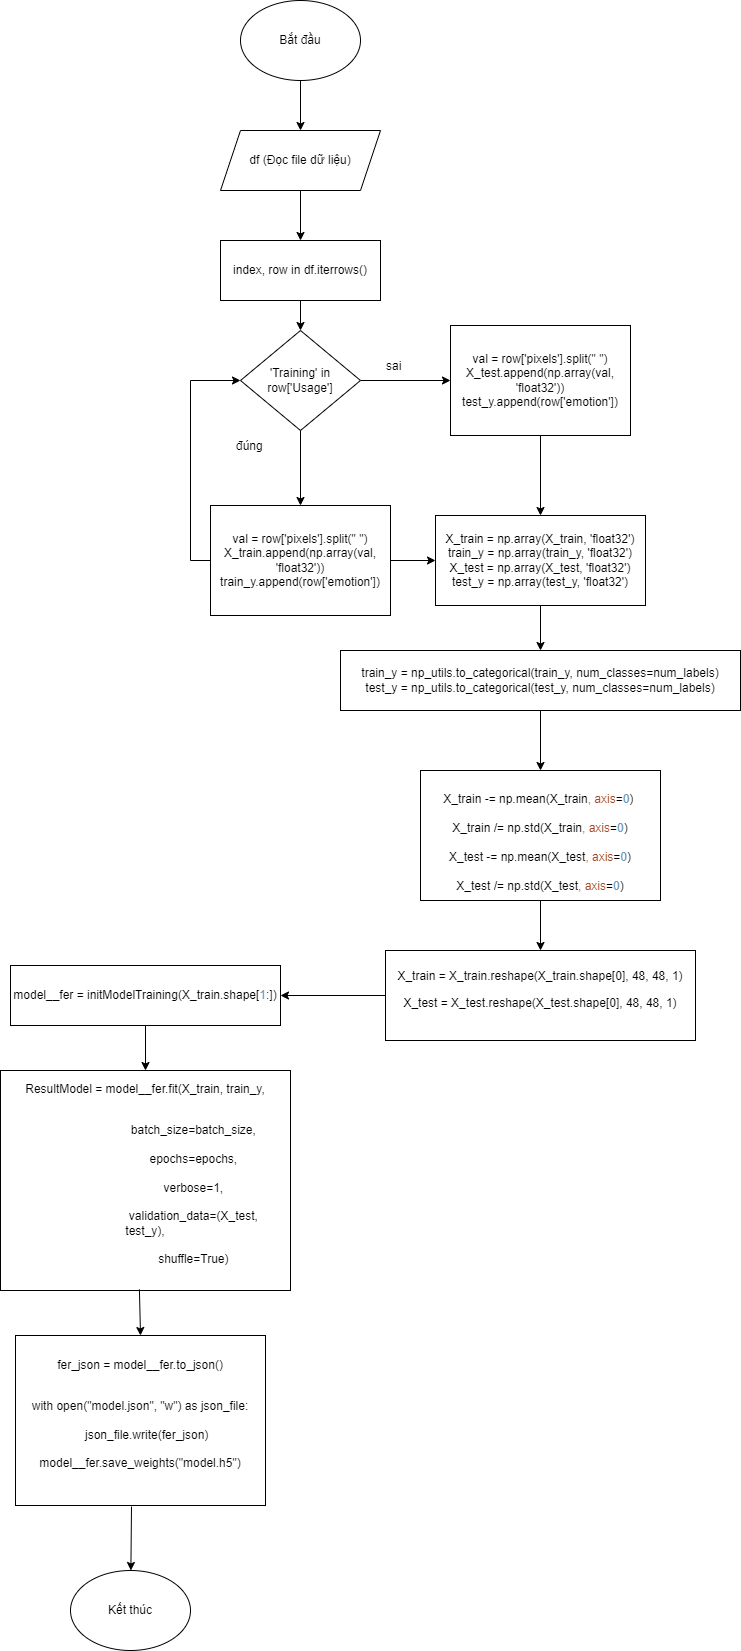 Bắt đầu
df (Đọc file dữ liệu)
index, row in df.iterrows()
'Training' in
row['Usage']
sai
val = row['pixels'].split(" ")
X_test.append(np.array(val,
'float32'))
test_y.append(row['emotion'])
đúng
val = row['pixels'].split(" ")
X_train.append(np.array(val,
'float32'))
train_y.append(row['emotion'])
X_train = np.array(X_train, 'float32')
train_y = np.array(train_y, 'float32')
X_test = np.array(X_test, 'float32')
test_y = np.array(test_y, 'float32')
train_y = np_utils.to_categorical(train_y, num_classes=num_labels)
test_y = np_utils.to_categorical(test_y, num_classes=num_labels)
X_train -= np.mean(X_train, axis=0)
X_train /= np.std(X_train, axis=0)
X_test -= np.mean(X_test, axis=0)
X_test /= np.std(X_test, axis=0)
X_train = X_train.reshape(X_train.shape[0], 48, 48, 1)
X_test = X_test.reshape(X_test.shape[0], 48, 48, 1)
model__fer = initModelTraining(X_train.shape[1:])
ResultModel = model__fer.fit(X_train, train_y,
batch_size=batch_size,
epochs=epochs,
verbose=1,
validation_data=(X_test,
test_y),
shuffle=True)
fer_json = model__fer.to_json()
with open("model.json", "w") as json_file:
json_file.write(fer_json)
model__fer.save_weights("model.h5")
Kết thúc